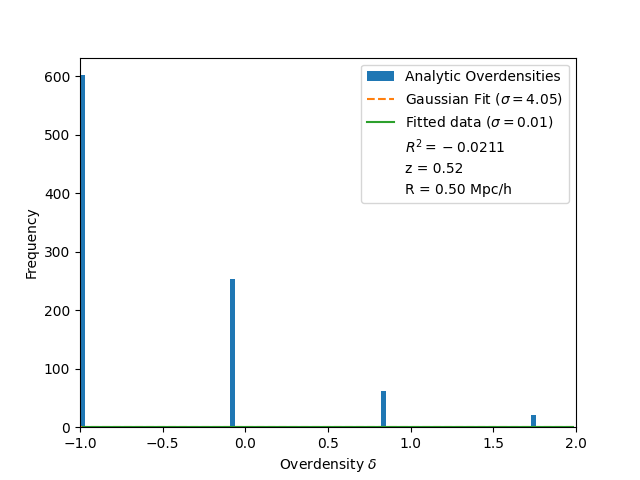 Analytic Overdensities
Gaussian Fit (σ = 4.05)
Fitted data (σ = 0.01)
R² = −0.0211
z = 0.52
R = 0.50 Mpc/h
Frequency
600
500
400
300
200
100
0
−1.0 −0.5 0.0 0.5 1.0 1.5 2.0
Overdensity δ